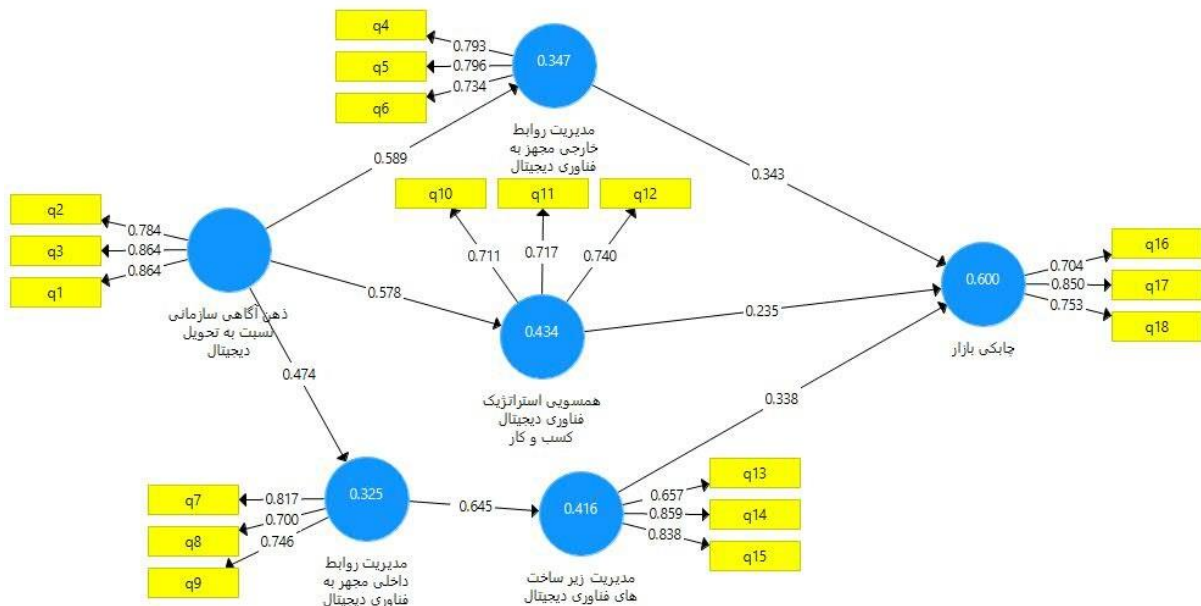 q4
q5
q6
0.793
0.796
0.734
0.347
مدیریت روابط
خارجی مجهز به
فناوری دیجیتال
0.589
0.343
q10
q11
q12
0.711
0.717
0.740
q2
q3
q1
0.784
0.864
0.864
ذهن آگاهی سازمانی
نسبت به تحویل
دیجیتال
0.578
0.434
همسویی استراتژیک
فناوری دیجیتال
کسب و کار
0.235
0.600
چابکی بازار
0.704
0.850
0.753
q16
q17
q18
0.474
0.338
q7
q8
q9
0.817
0.700
0.746
0.325
مدیریت روابط
داخلی مجهر به
فناوری دیجیتال
0.645
0.416
مدیریت زیر ساخت
های فناوری دیجیتال
0.657
0.859
0.838
q13
q14
q15